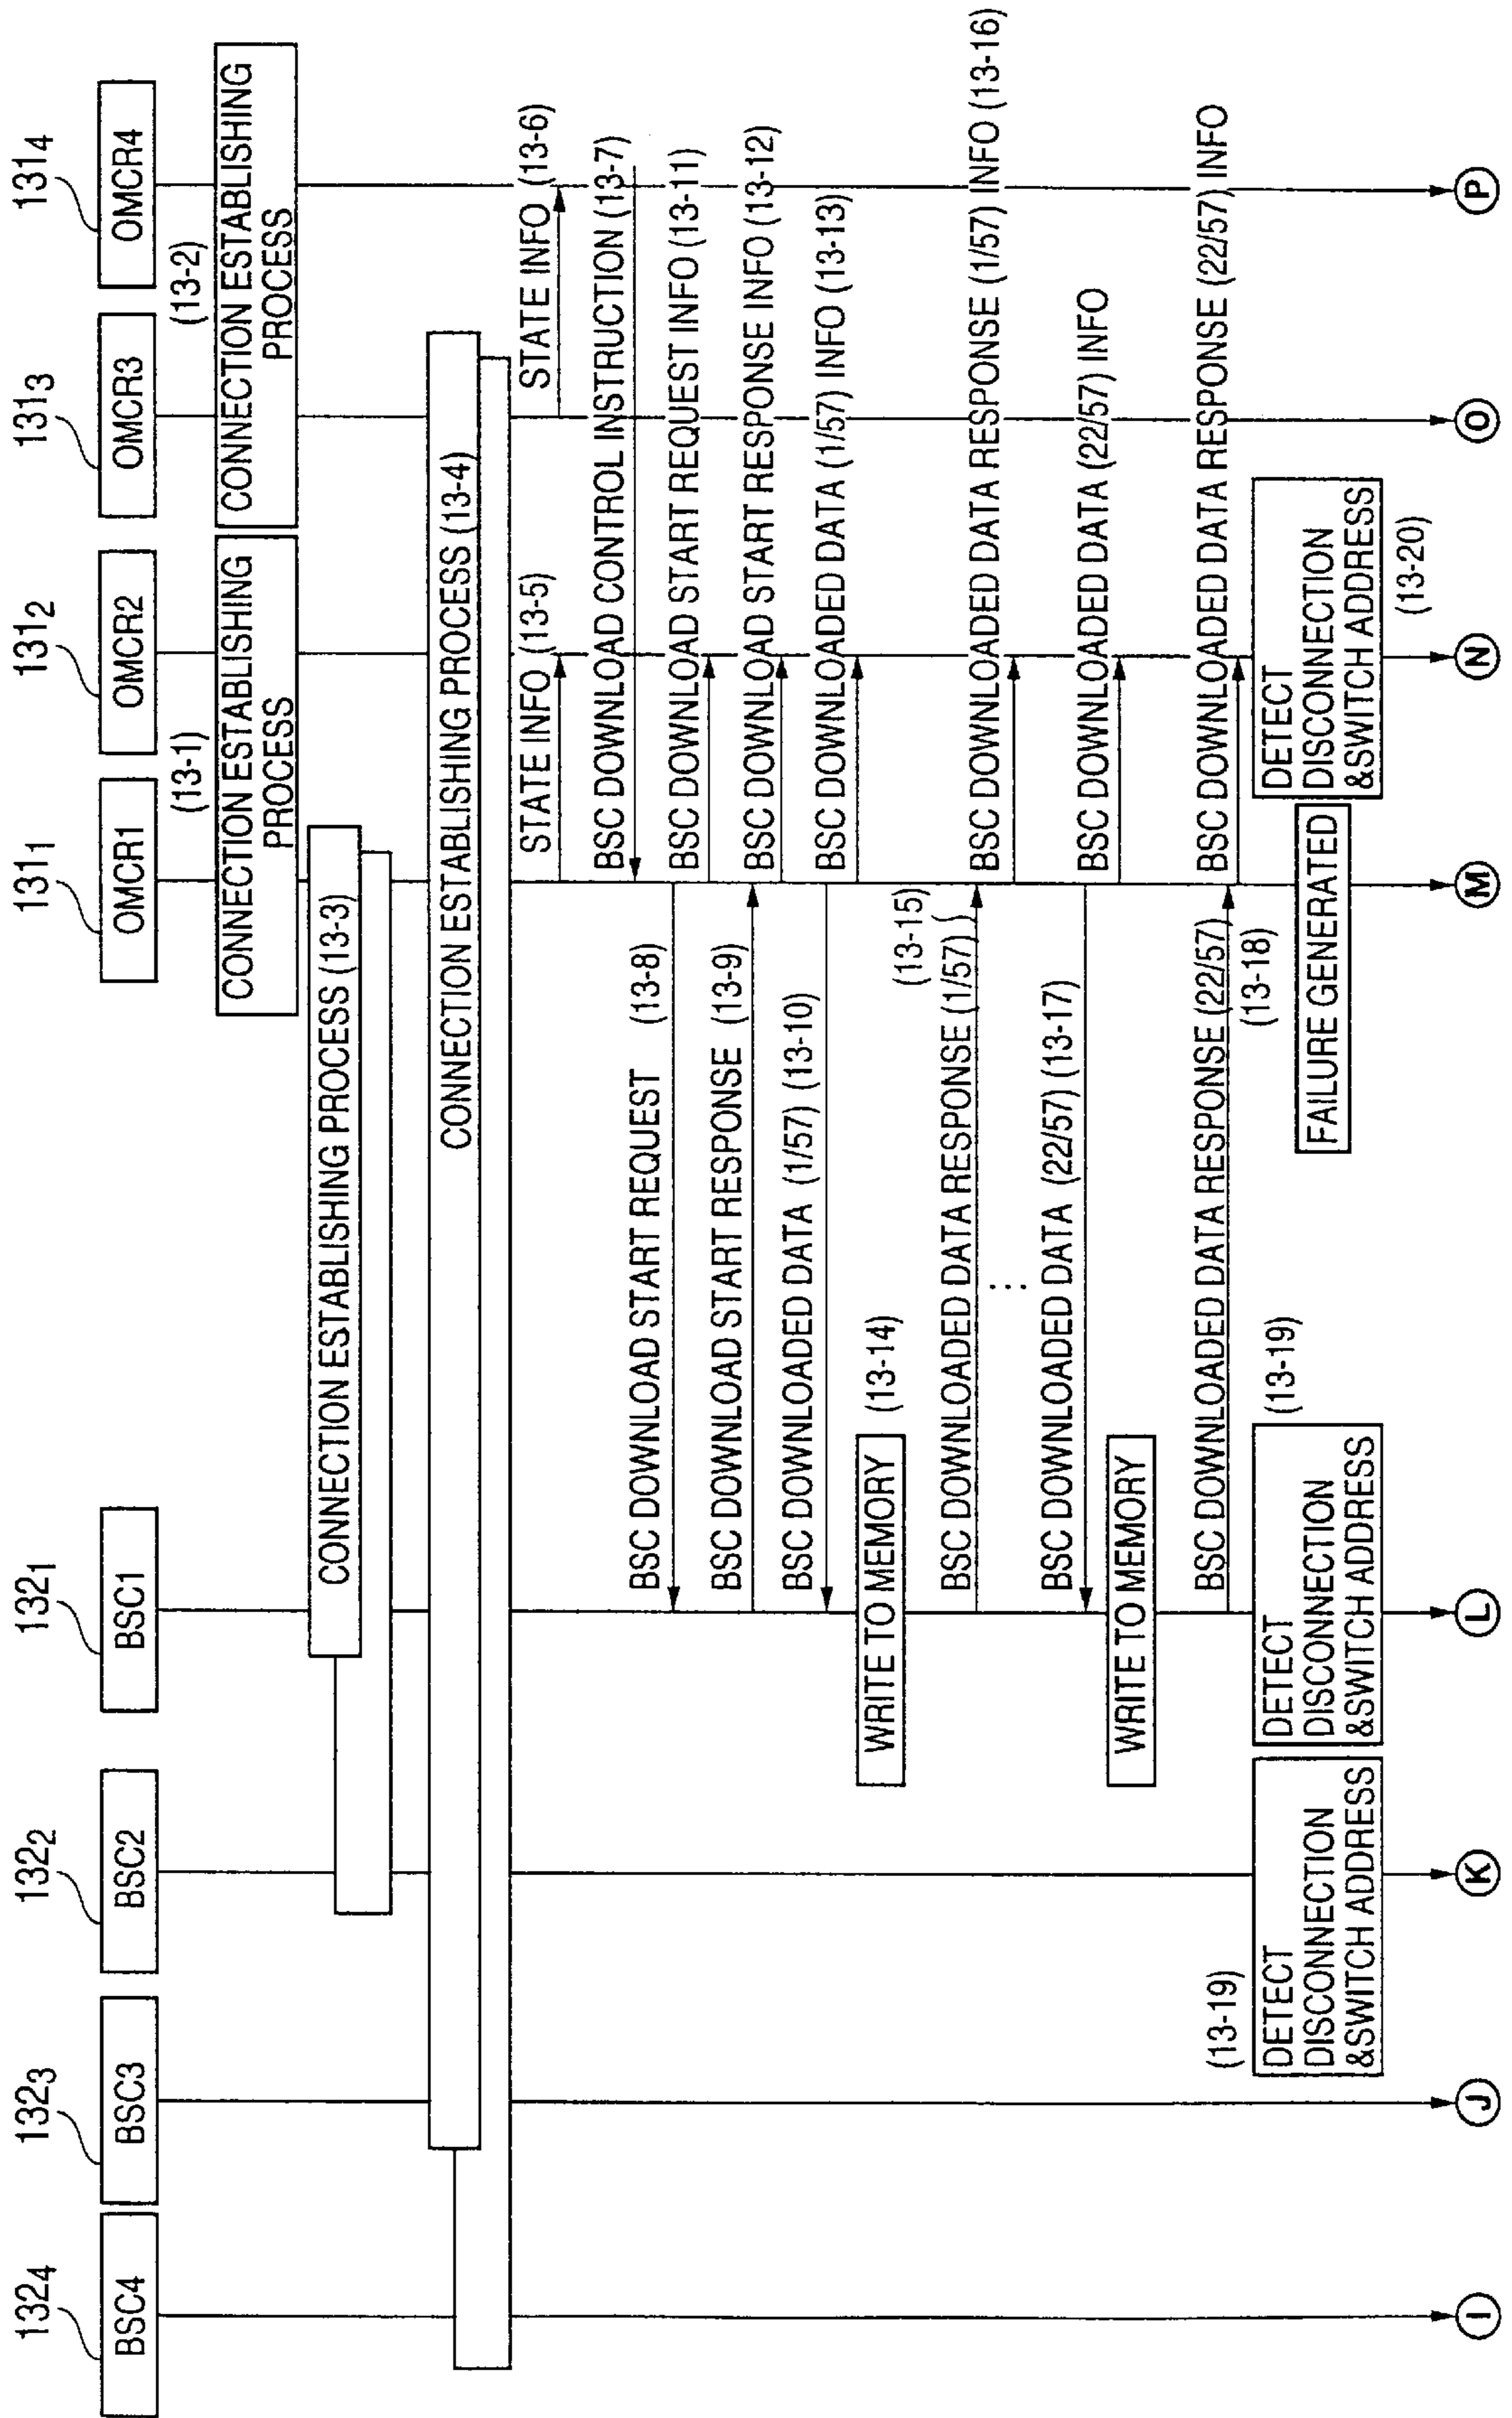 1324
1323
1322
1321
1311
1312
1313
1314
BSC4
BSC3
BSC2
BSC1
OMCR1
OMCR2
OMCR3
OMCR4
(13-1)
(13-2)
CONNECTION ESTABLISHING
PROCESS
CONNECTION ESTABLISHING
PROCESS
CONNECTION ESTABLISHING PROCESS (13-3)
CONNECTION ESTABLISHING PROCESS (13-4)
STATE INFO (13-5)
STATE INFO (13-6)
BSC DOWNLOAD CONTROL INSTRUCTION (13-7)
BSC DOWNLOAD START REQUEST (13-8)
BSC DOWNLOAD START REQUEST INFO (13-11)
BSC DOWNLOAD START RESPONSE (13-9)
BSC DOWNLOAD START RESPONSE INFO (13-12)
BSC DOWNLOADED DATA (1/57) (13-10)
BSC DOWNLOADED DATA (1/57) INFO (13-13)
WRITE TO MEMORY
(13-14)
(13-15)
BSC DOWNLOADED DATA RESPONSE (1/57)
BSC DOWNLOADED DATA RESPONSE (1/57) INFO (13-16)
...
BSC DOWNLOADED DATA (22/57) (13-17)
BSC DOWNLOADED DATA (22/57) INFO
WRITE TO MEMORY
BSC DOWNLOADED DATA RESPONSE (22/57)
(13-18)
BSC DOWNLOADED DATA RESPONSE (22/57) INFO
(13-19)
DETECT
DISCONNECTION
&SWITCH ADDRESS
(13-19)
DETECT
DISCONNECTION
&SWITCH ADDRESS
FAILURE GENERATED
DETECT
DISCONNECTION
&SWITCH ADDRESS
(13-20)
I
J
K
L
M
N
O
P